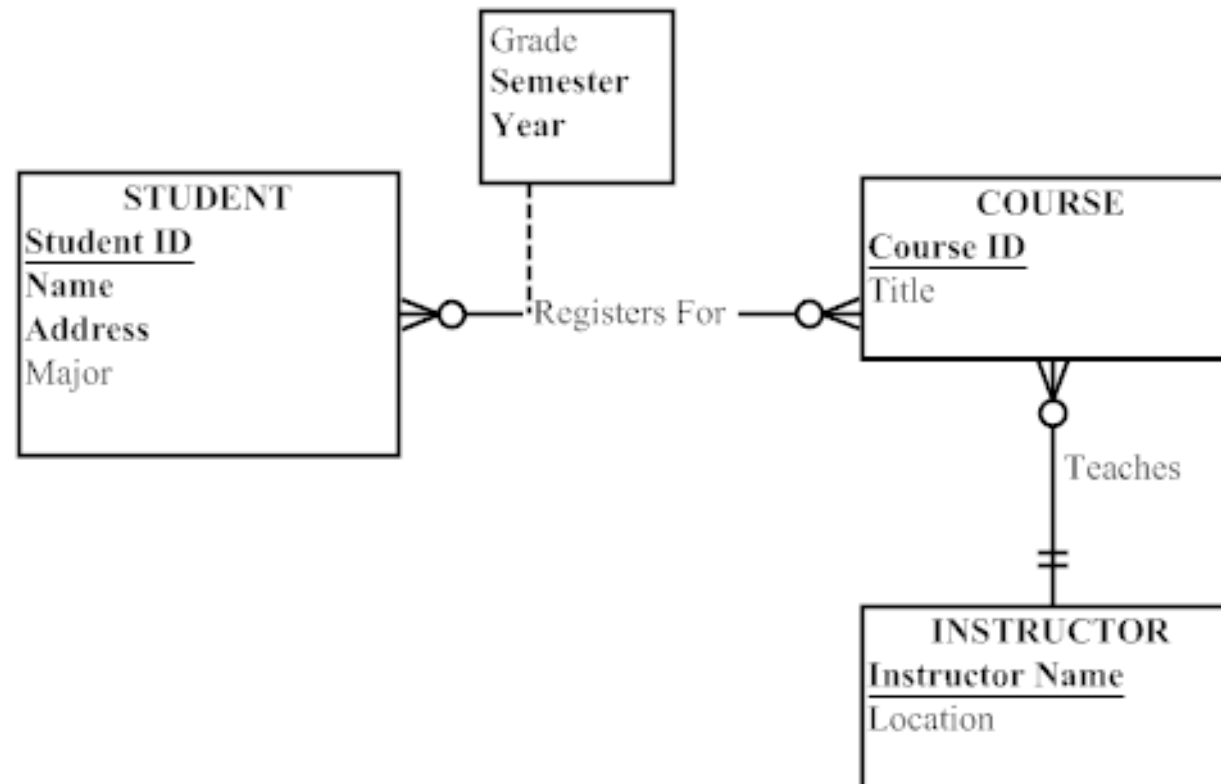 Grade
Semester
Year
STUDENT
Student ID
Name
Address
Major
Registers For
COURSE
Course ID
Title
Teaches
INSTRUCTOR
Instructor Name
Location